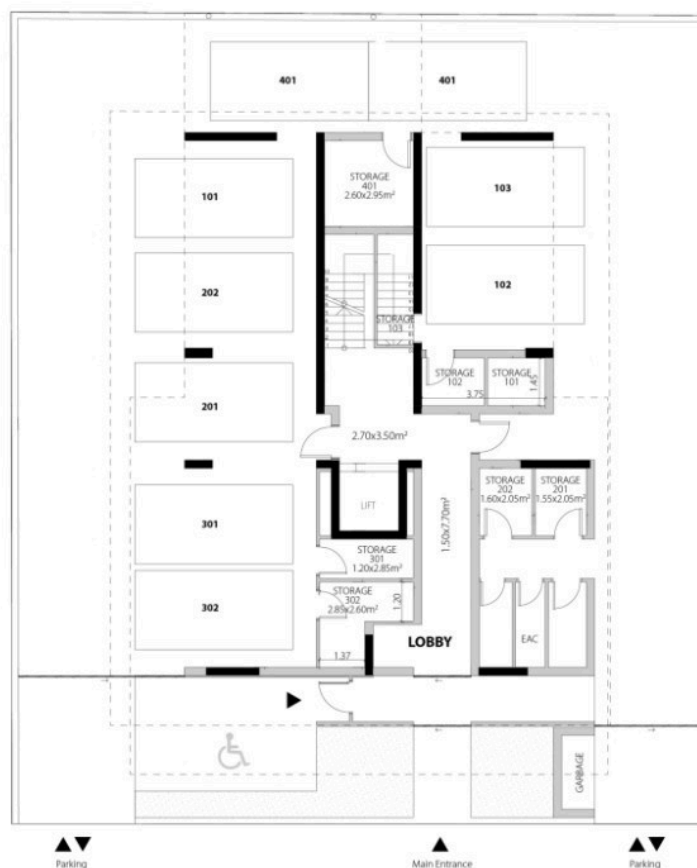 401
401
STORAGE
401
2.60x2.95m²
101
103
202
102
STORAGE
103
STORAGE
102
STORAGE
101
3.75
1.45
201
2.70x3.50m²
LIFT
1.50x7.70m²
STORAGE
202
1.60x2.05m²
STORAGE
201
1.55x2.05m²
301
STORAGE
301
1.20x2.85m²
STORAGE
302
2.85x2.60m²
1.20
302
1.37
LOBBY
EAC
GARBAGE
Parking
Main Entrance
Parking